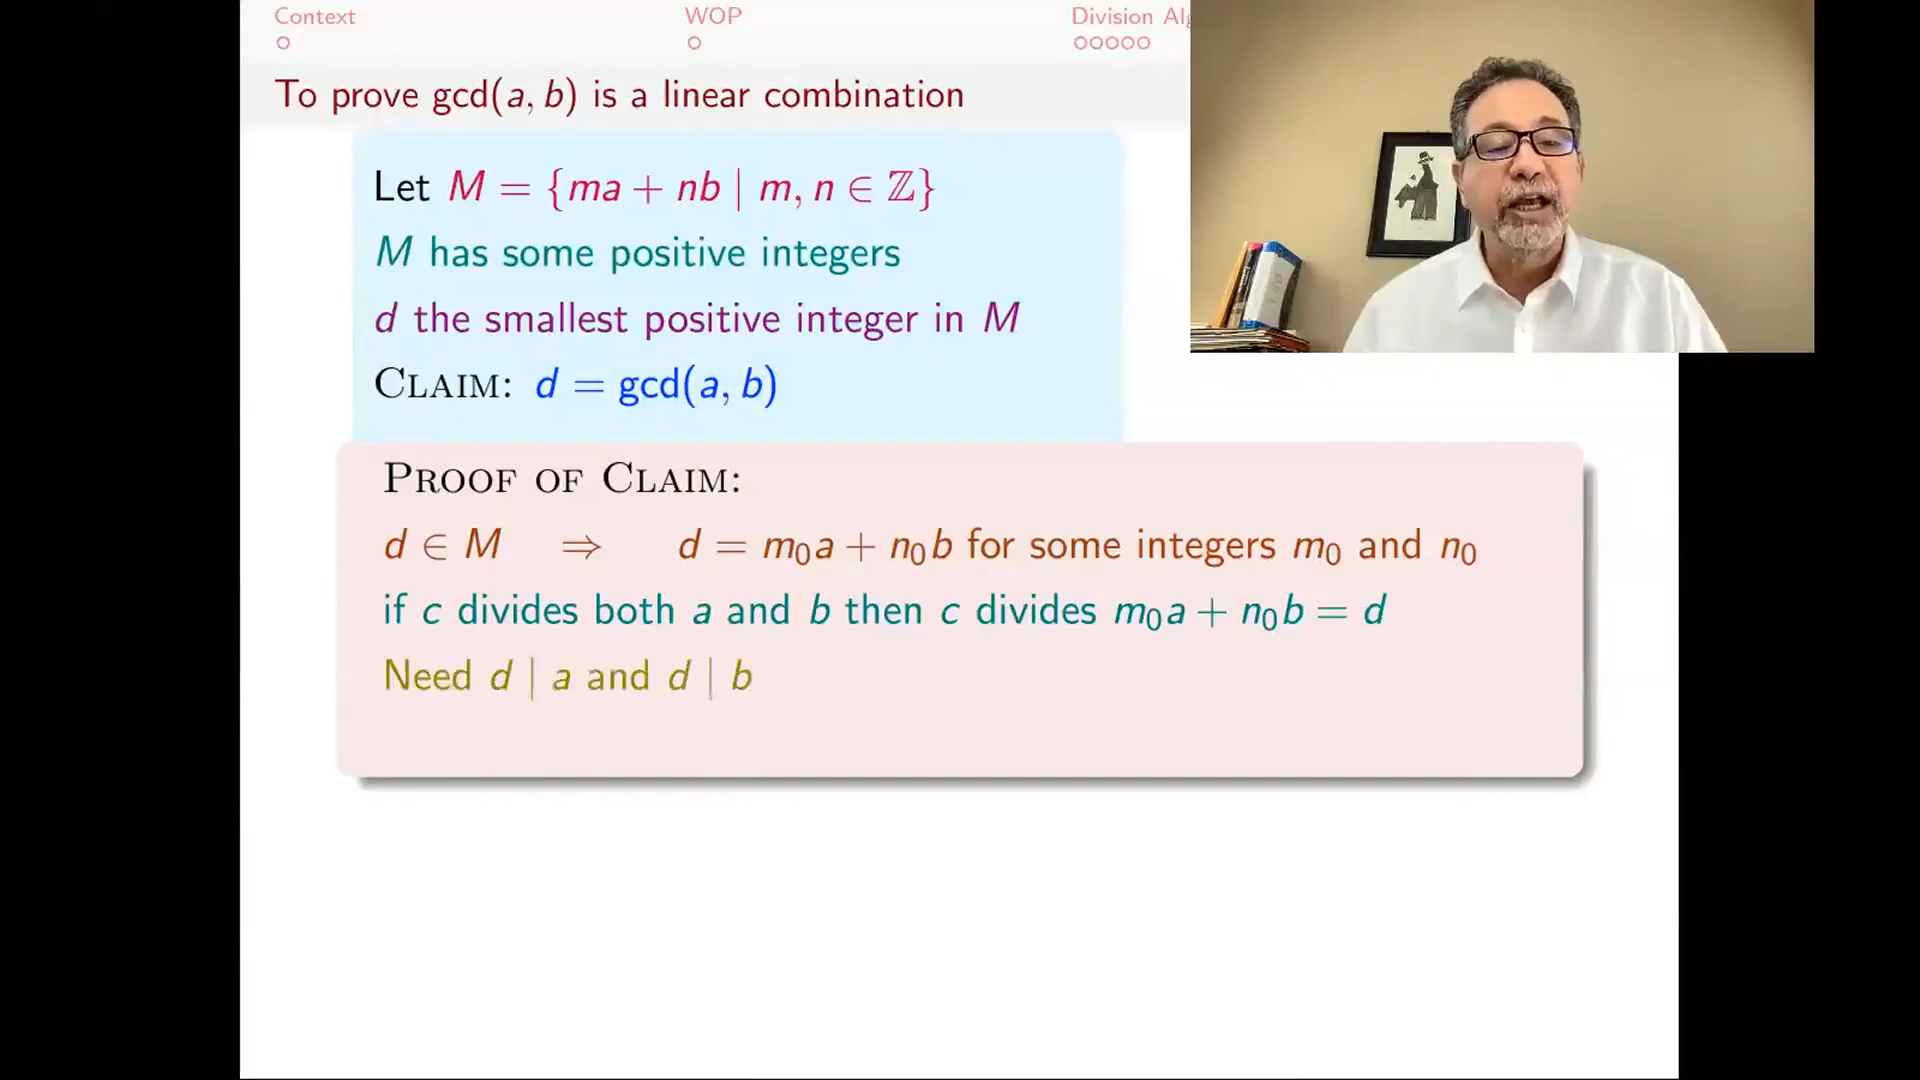 Context WOP Division Alg
To prove gcd(a, b) is a linear combination
Let M = {ma + nb | m, n ∈ ℤ}
M has some positive integers
d the smallest positive integer in M
CLAIM: d = gcd(a, b)
PROOF OF CLAIM:
d ∈ M ⇒ d = m₀a + n₀b for some integers m₀ and n₀
if c divides both a and b then c divides m₀a + n₀b = d
Need d | a and d | b